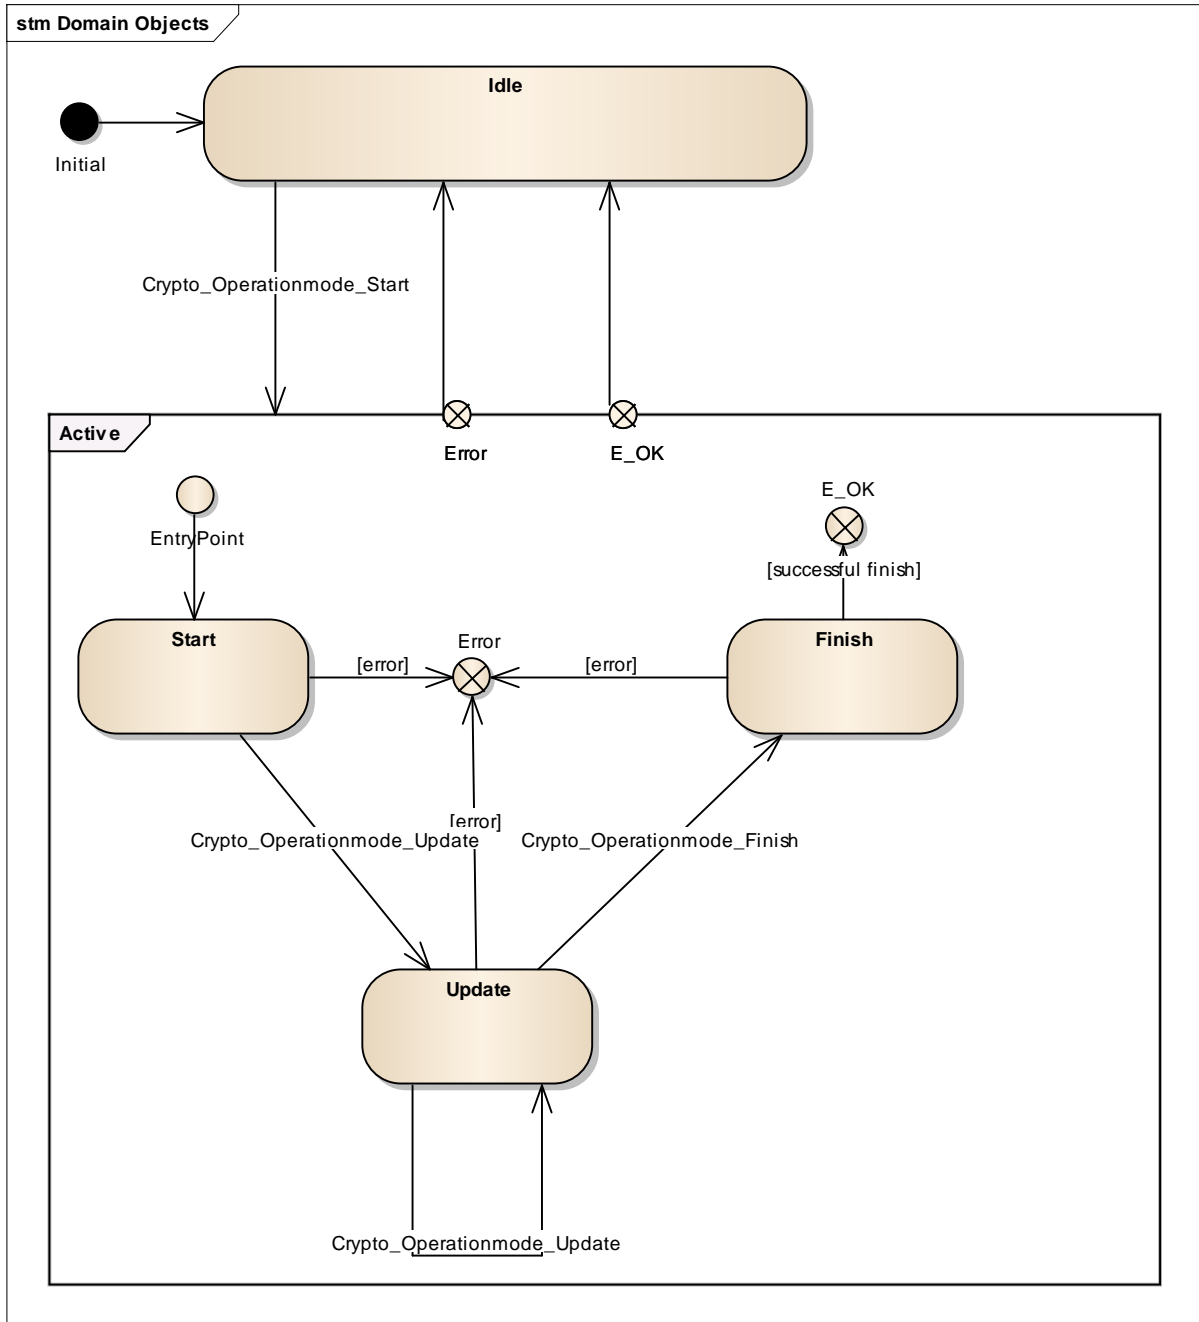 stm Domain Objects
Idle
Initial
Crypto_Operationmode_Start
Active
Error
E_OK
E_OK
EntryPoint
[successful finish]
Start
Error
Finish
[error]
[error]
[error]
Crypto_Operationmode_Update
Crypto_Operationmode_Finish
Update
Crypto_Operationmode_Update